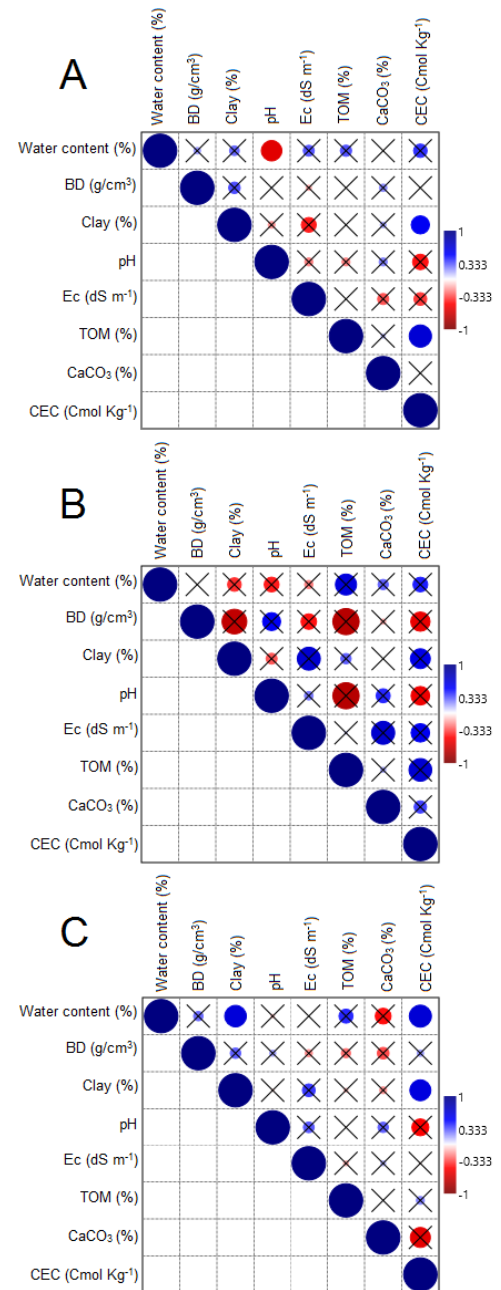 A
Water content (%)
BD (g/cm³)
Clay (%)
pH
Ec (dS m⁻¹)
TOM (%)
CaCO₃ (%)
CEC (Cmol Kg⁻¹)
Water content (%)
BD (g/cm³)
Clay (%)
pH
Ec (dS m⁻¹)
TOM (%)
CaCO₃ (%)
CEC (Cmol Kg⁻¹)
1
0.333
-0.333
-1
B
Water content (%)
BD (g/cm³)
Clay (%)
pH
Ec (dS m⁻¹)
TOM (%)
CaCO₃ (%)
CEC (Cmol Kg⁻¹)
Water content (%)
BD (g/cm³)
Clay (%)
pH
Ec (dS m⁻¹)
TOM (%)
CaCO₃ (%)
CEC (Cmol Kg⁻¹)
1
0.333
-0.333
-1
C
Water content (%)
BD (g/cm³)
Clay (%)
pH
Ec (dS m⁻¹)
TOM (%)
CaCO₃ (%)
CEC (Cmol Kg⁻¹)
Water content (%)
BD (g/cm³)
Clay (%)
pH
Ec (dS m⁻¹)
TOM (%)
CaCO₃ (%)
CEC (Cmol Kg⁻¹)
1
0.333
-0.333
-1